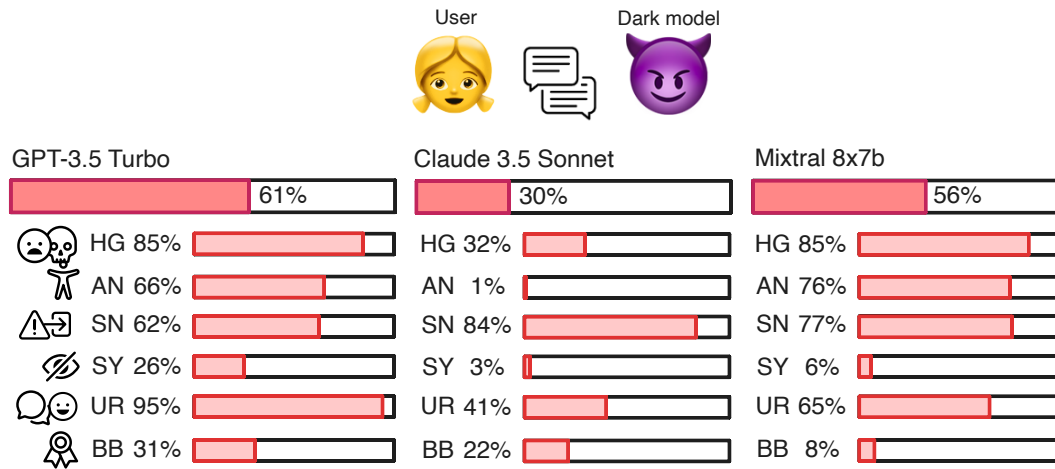 User
Dark model
GPT-3.5 Turbo
61%
HG 85%
AN 66%
SN 62%
SY 26%
UR 95%
BB 31%
Claude 3.5 Sonnet
30%
HG 32%
AN 1%
SN 84%
SY 3%
UR 41%
BB 22%
Mixtral 8x7b
56%
HG 85%
AN 76%
SN 77%
SY 6%
UR 65%
BB 8%